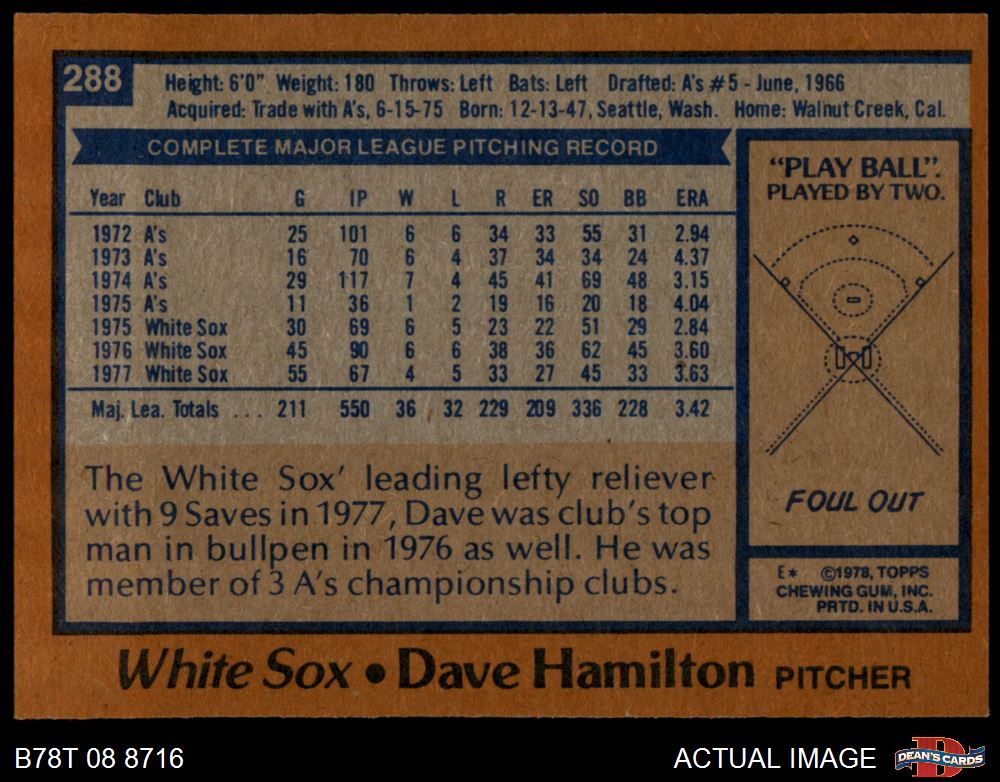 288
Height: 6'0" Weight: 180 Throws: Left Bats: Left Drafted: A's #5 - June, 1966
Acquired: Trade with A's, 6-15-75 Born: 12-13-47, Seattle, Wash. Home: Walnut Creek, Cal.
COMPLETE MAJOR LEAGUE PITCHING RECORD
Year Club G IP W L R ER SO BB ERA
1972 A's 25 101 6 6 34 33 55 31 2.94
1973 A's 16 70 6 4 37 34 34 24 4.37
1974 A's 29 117 7 4 45 41 69 48 3.15
1975 A's 11 36 1 2 19 16 20 18 4.04
1975 White Sox 30 69 6 5 23 22 51 29 2.84
1976 White Sox 45 90 6 6 38 36 62 45 3.60
1977 White Sox 55 67 4 5 33 27 45 33 3.63
Maj. Lea. Totals ... 211 550 36 32 229 209 336 228 3.42
The White Sox' leading lefty reliever
with 9 Saves in 1977, Dave was club's top
man in bullpen in 1976 as well. He was
member of 3 A's championship clubs.
"PLAY BALL".
PLAYED BY TWO.
FOUL OUT
E* ©1978, TOPPS
CHEWING GUM, INC.
PRTD. IN U.S.A.
White Sox • Dave Hamilton PITCHER
B78T 08 8716
ACTUAL IMAGE
D
DEAN'S CARDS